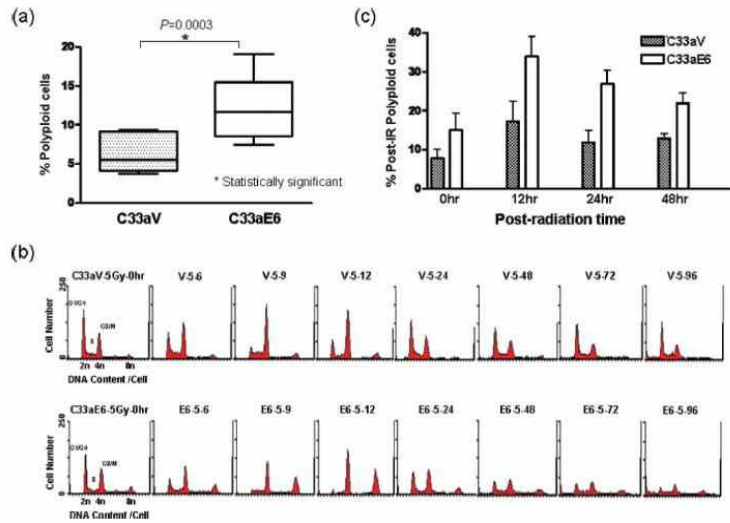 (a)
P=0.0003
*
% Polyploid cells
20
15
10
5
0
* Statistically significant
C33aV
C33aE6
(c)
% Post-IR Polyploid cells
40
30
20
10
0
C33aV
C33aE6
0hr
12hr
24hr
48hr
Post-radiation time
(b)
C33aV-5Gy-0hr
V-5-6
V-5-9
V-5-12
V-5-24
V-5-48
V-5-72
V-5-96
Cell Number
250
0
S
G2/M
2n 4n 8n
DNA Content /Cell
C33aE6-5Gy-0hr
E6-5-6
E6-5-9
E6-5-12
E6-5-24
E6-5-48
E6-5-72
E6-5-96
Cell Number
250
0
S
G2/M
2n 4n 8n
DNA Content /Cell